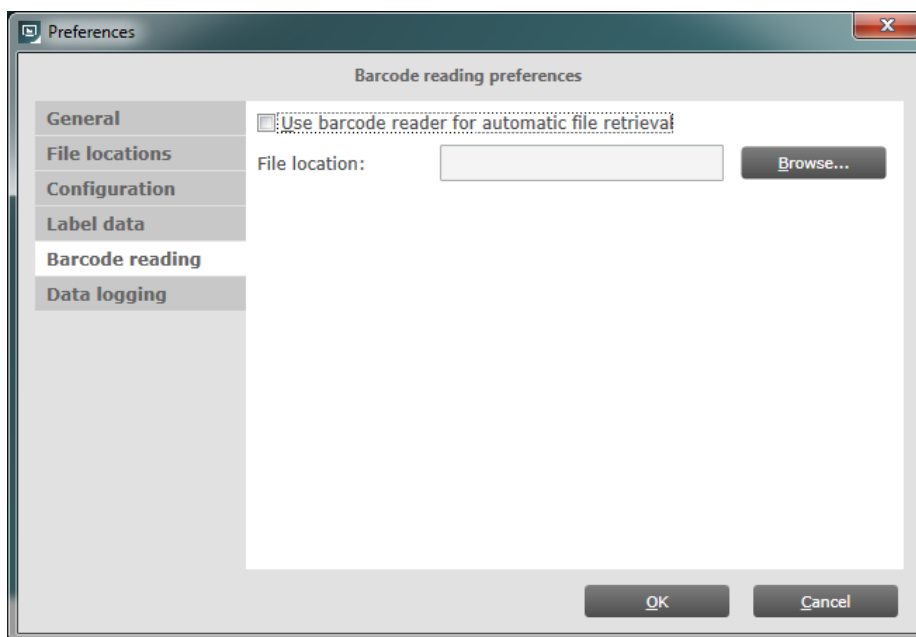 Preferences
Barcode reading preferences
General
File locations
Configuration
Label data
Barcode reading
Data logging
Use barcode reader for automatic file retrieval
File location:
Browse...
OK
Cancel